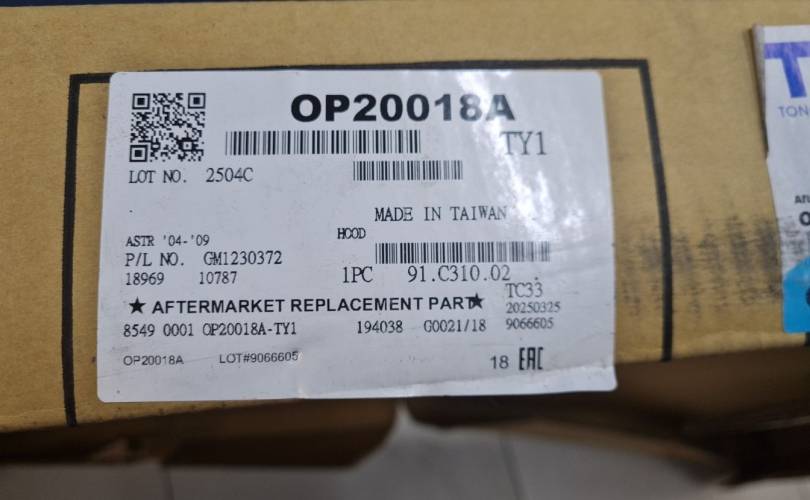 OP20018A
TY1
LOT NO. 2504C
MADE IN TAIWAN
ASTR '04-'09 HOOD
P/L NO. GM1230372
18969 10787 1PC 91.C310.02
★ AFTERMARKET REPLACEMENT PART★ TC33
20250325
8549 0001 OP20018A-TY1 194038 G0021/18 9066605
OP20018A LOT#9066605 18 EAC